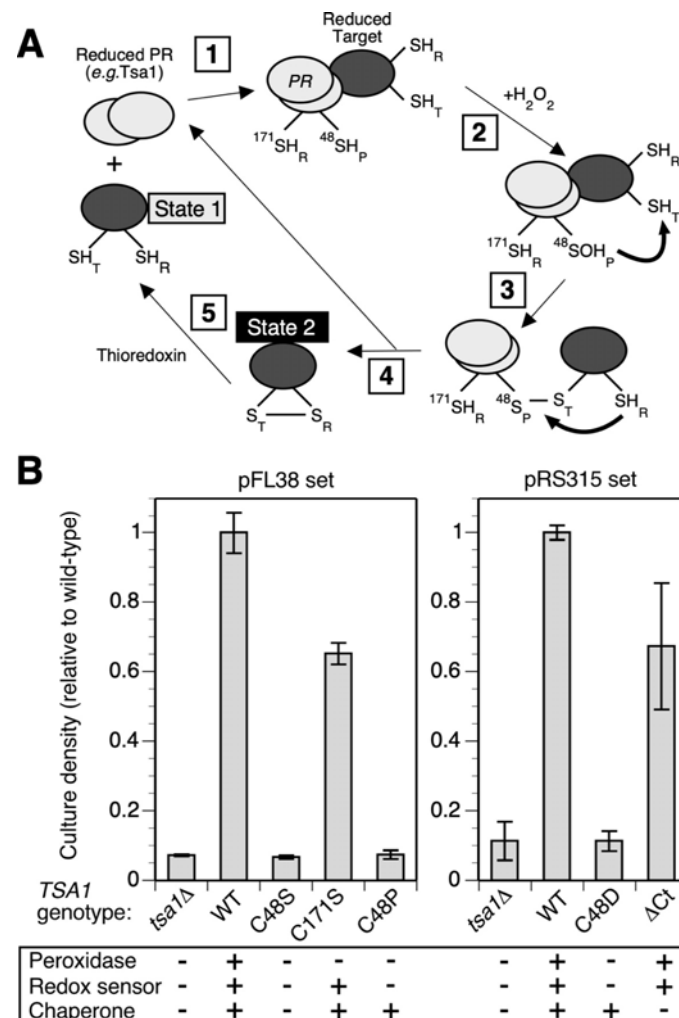 A
Reduced PR
(e.g.Tsa1)
+
State 1
SH_T SH_R
1
Reduced
Target
PR
SH_R
SH_T
¹⁷¹SH_R ⁴⁸SH_P
+H₂O₂
2
SH_R
SH_T
¹⁷¹SH_R ⁴⁸SOH_P
3
¹⁷¹SH_R ⁴⁸S_P — S_T SH_R
4
State 2
S_T — S_R
5
Thioredoxin
B
pFL38 set pRS315 set
Culture density (relative to wild-type)
1 1
0.8 0.8
0.6 0.6
0.4 0.4
0.2 0.2
0 0
TSA1
genotype:
tsa1Δ WT C48S C171S C48P tsa1Δ WT C48D ΔCt
Peroxidase - + - - - - + - +
Redox sensor - + - + - - + - +
Chaperone - + - + + - + + -